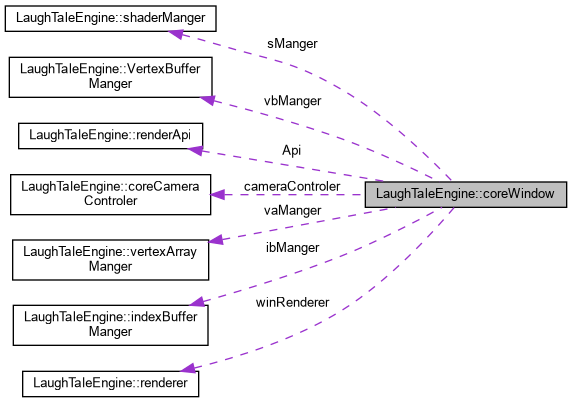 LaughTaleEngine::shaderManger
sManger
LaughTaleEngine::VertexBuffer
Manger
vbManger
LaughTaleEngine::renderApi
Api
LaughTaleEngine::coreCamera
Controler
cameraControler
LaughTaleEngine::coreWindow
vaManger
LaughTaleEngine::vertexArray
Manger
ibManger
LaughTaleEngine::indexBuffer
Manger
winRenderer
LaughTaleEngine::renderer